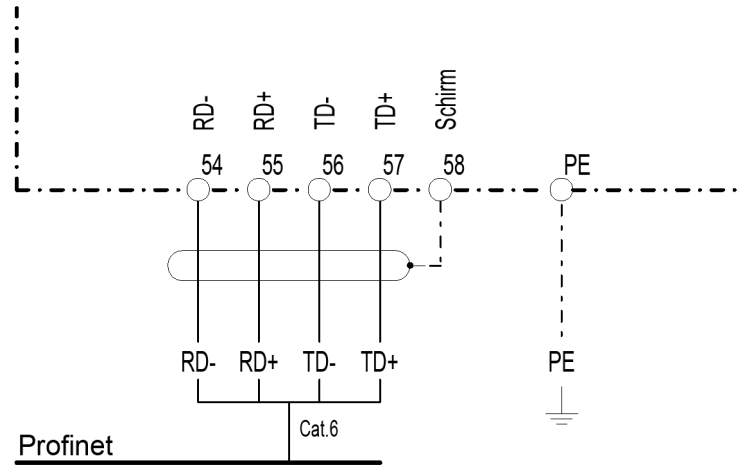 RD- RD+ TD- TD+ Schirm
54 55 56 57 58 PE
RD- RD+ TD- TD+ PE
Cat.6
Profinet